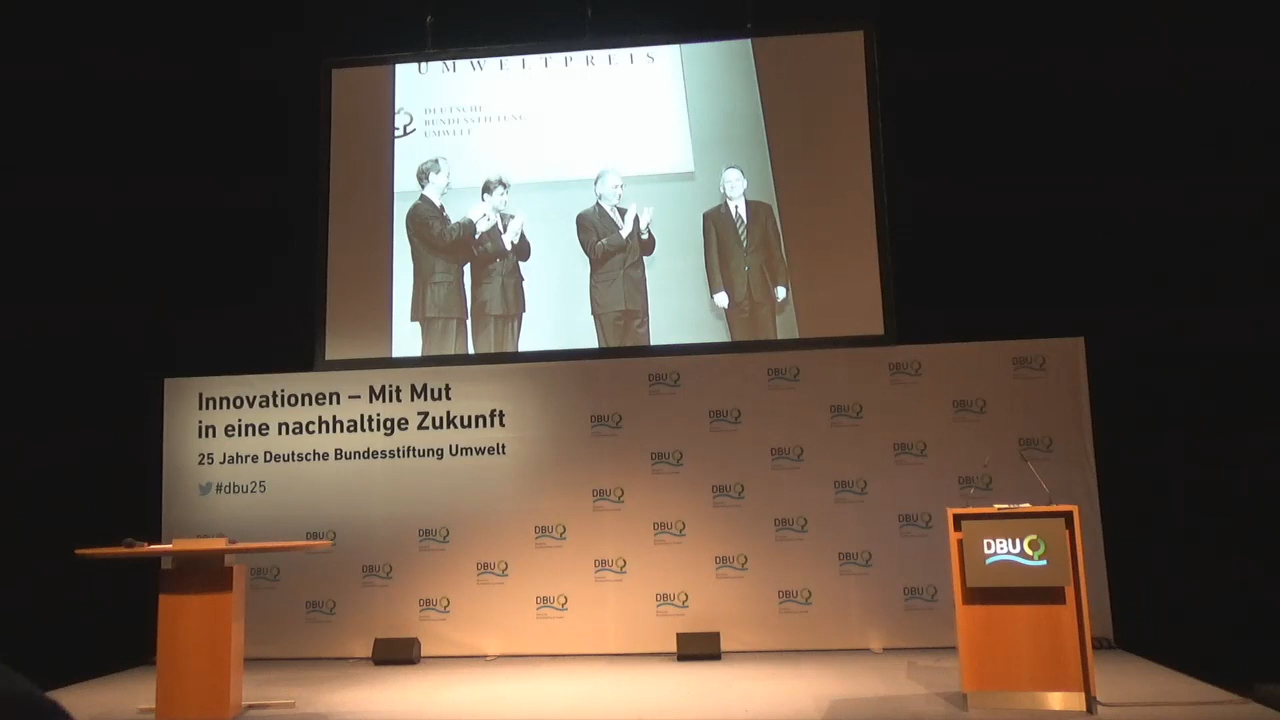 UMWELTPREIS
DEUTSCHE
BUNDESSTIFTUNG
UMWELT
Innovationen – Mit Mut
in eine nachhaltige Zukunft
25 Jahre Deutsche Bundesstiftung Umwelt
#dbu25
DBU